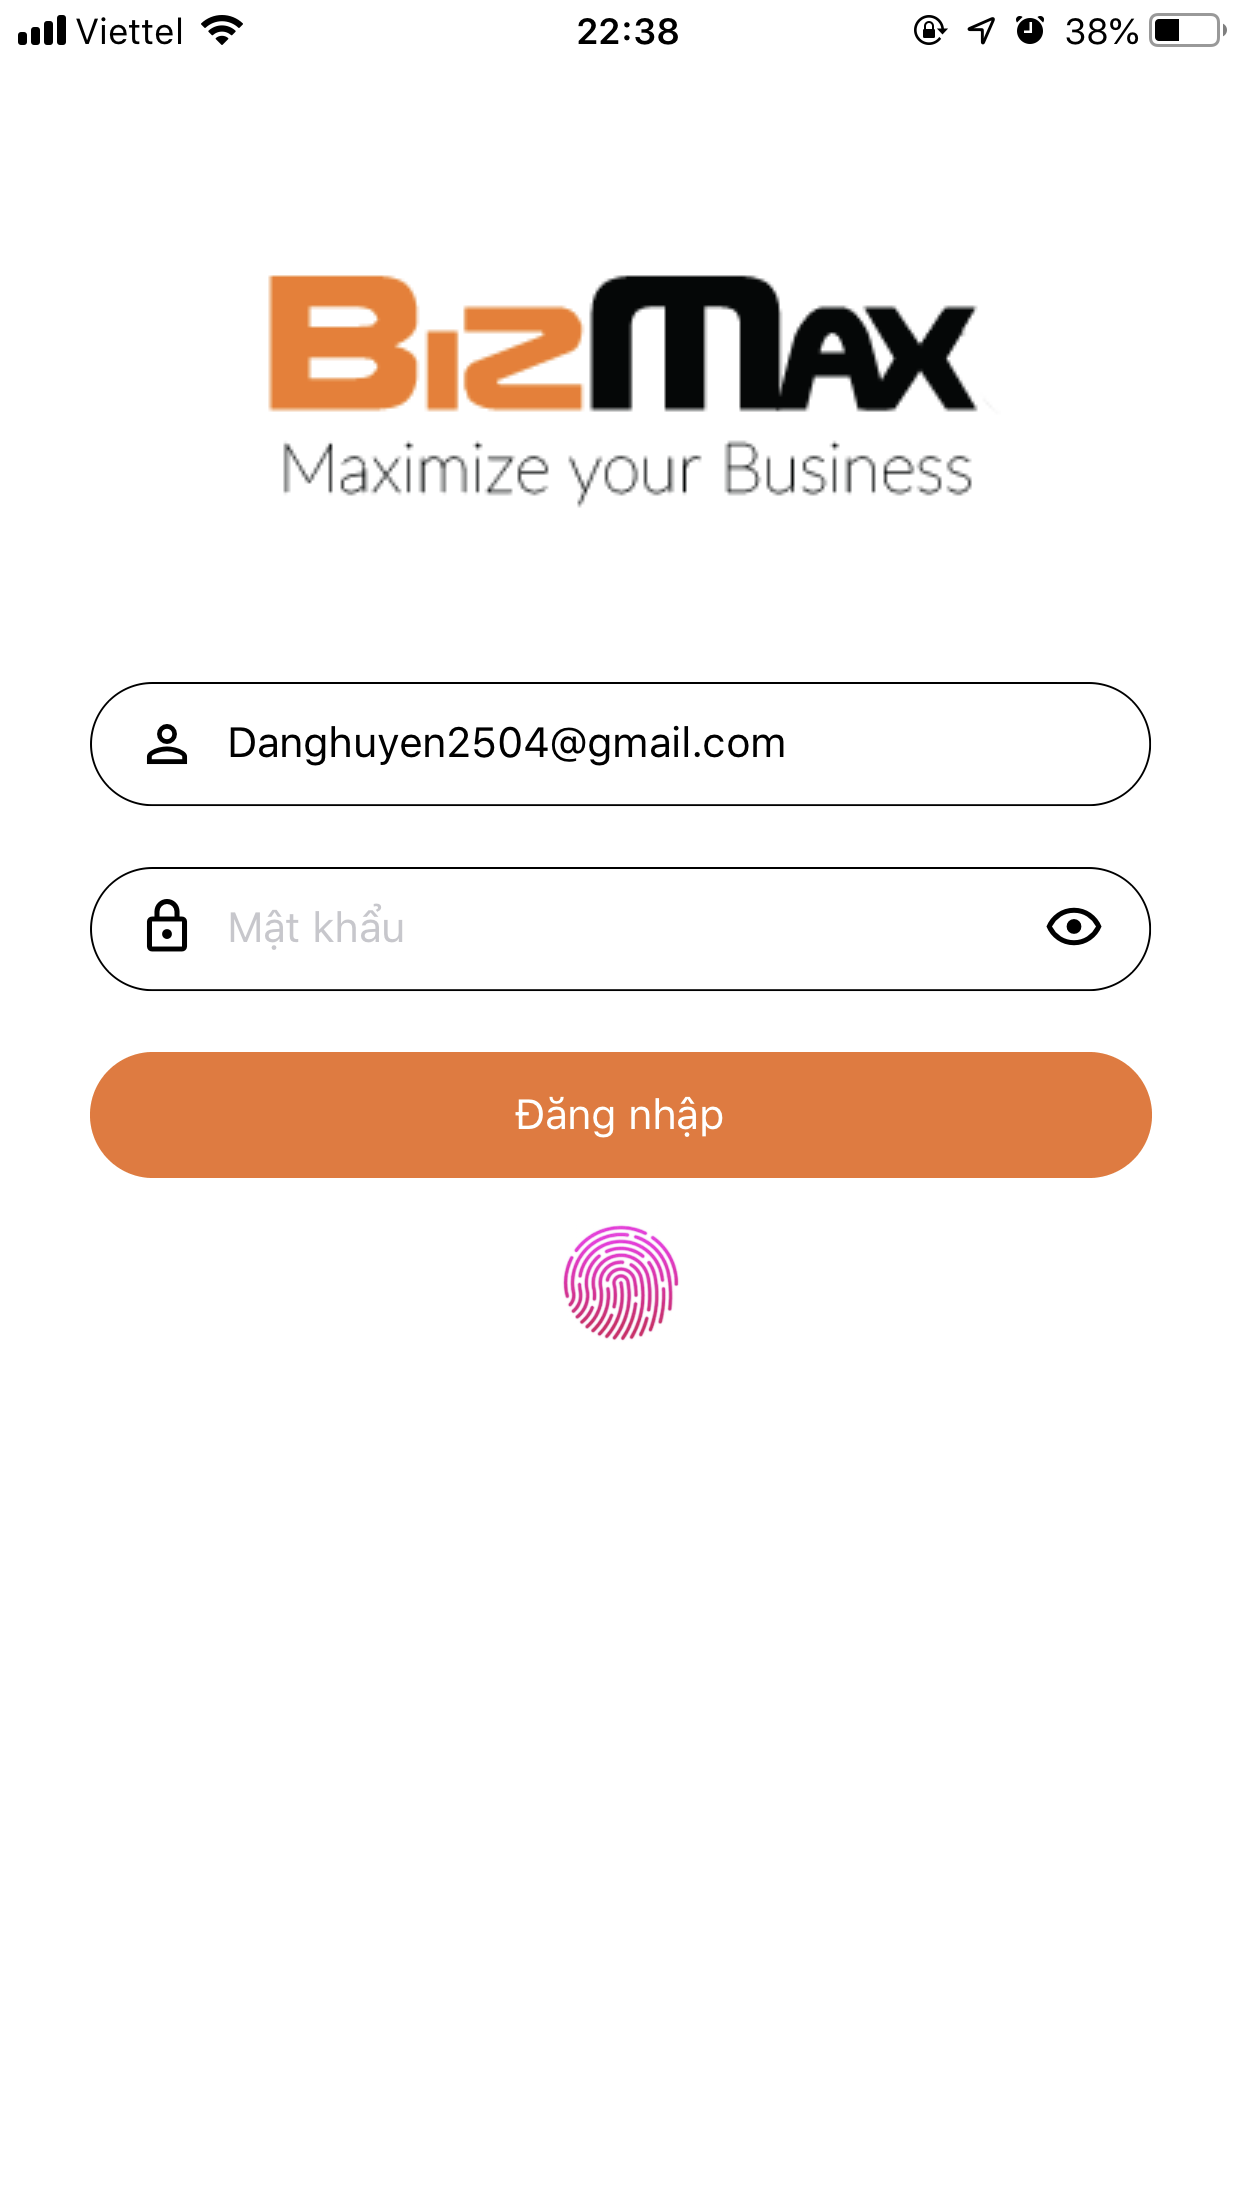 Viettel 22:38 38%
BizMax
Maximize your Business
Danghuyen2504@gmail.com
Mật khẩu
Đăng nhập